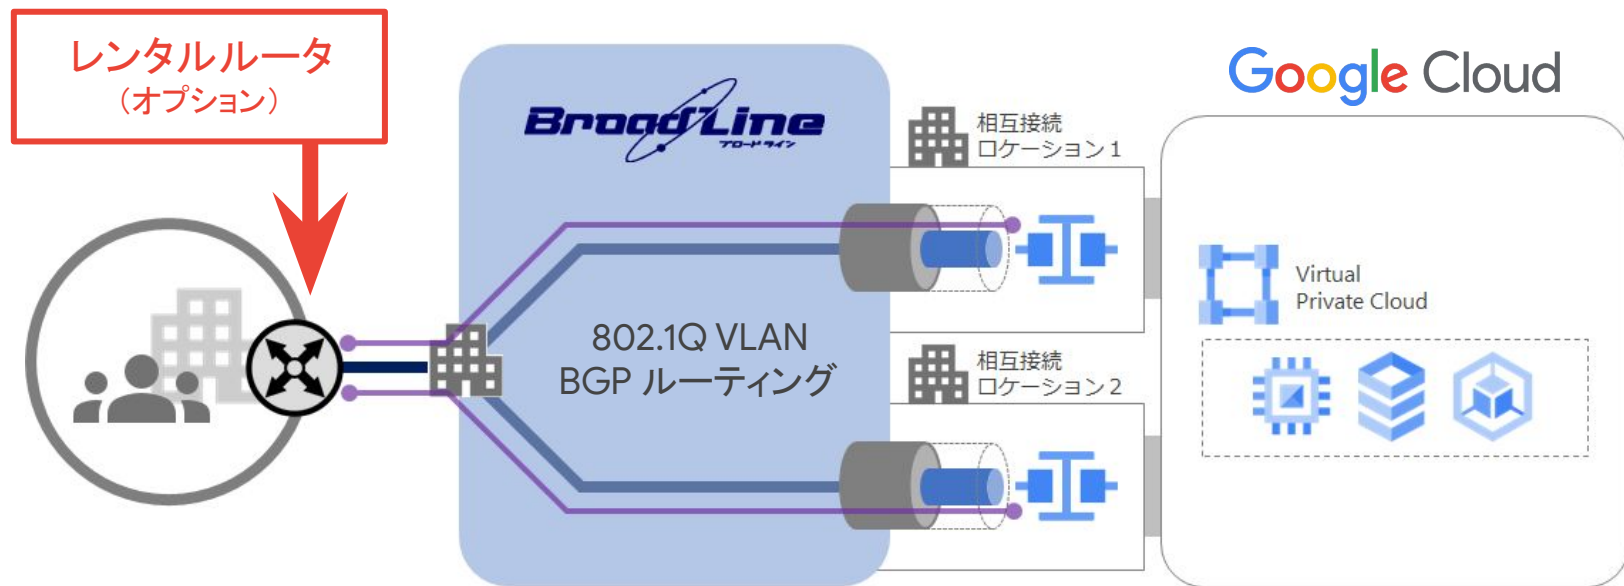 レンタルルータ
(オプション)
BroadLine
ブロードライン
Google Cloud
相互接続
ロケーション1
802.1Q VLAN
BGP ルーティング
相互接続
ロケーション2
Virtual
Private Cloud